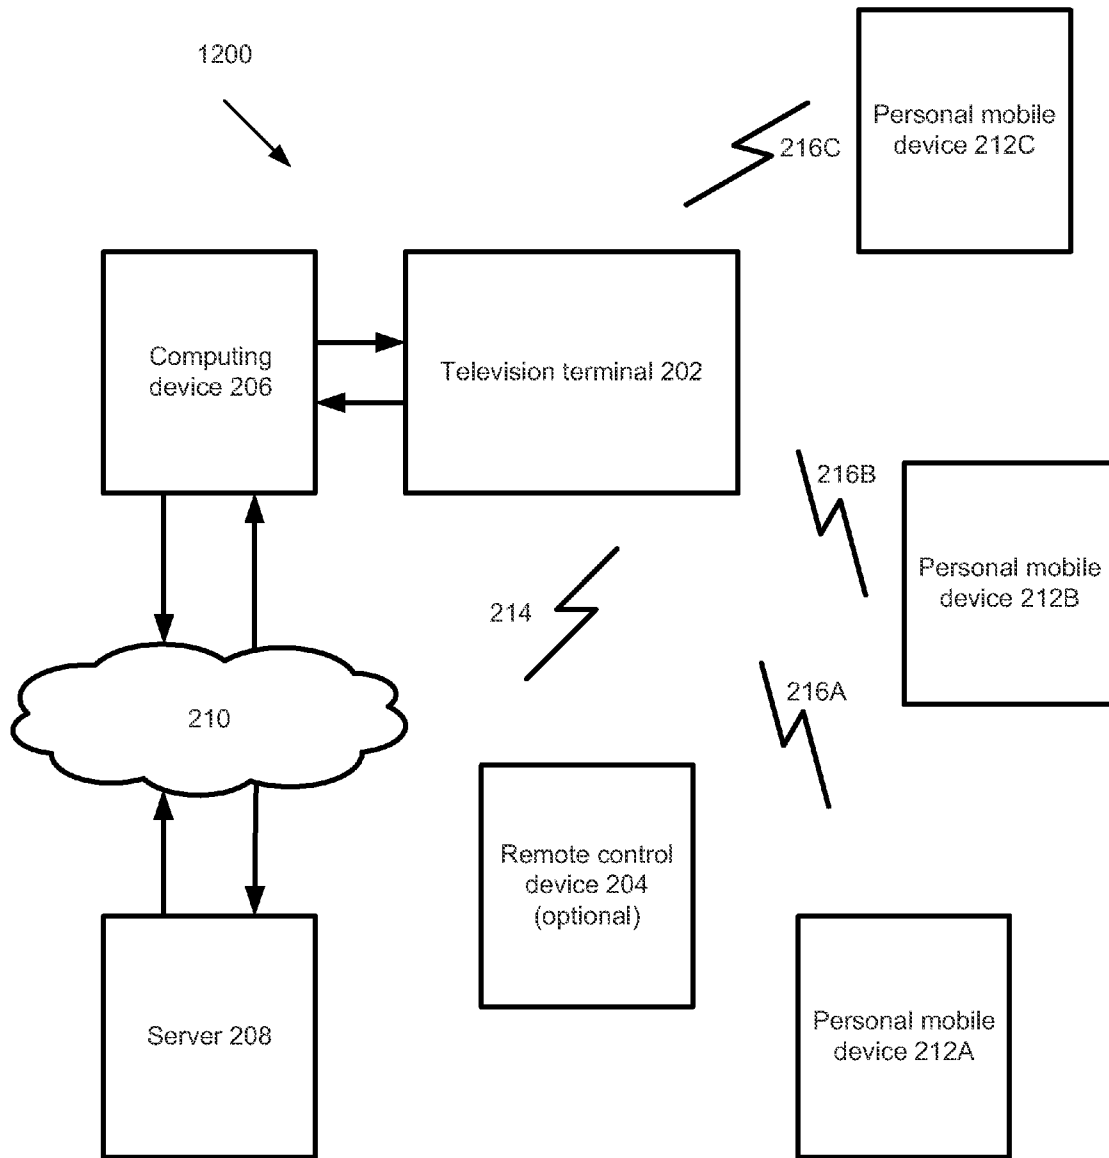 1200
216C
Personal mobile
device 212C
Computing
device 206
Television terminal 202
216B
Personal mobile
device 212B
214
216A
210
Remote control
device 204
(optional)
Server 208
Personal mobile
device 212A